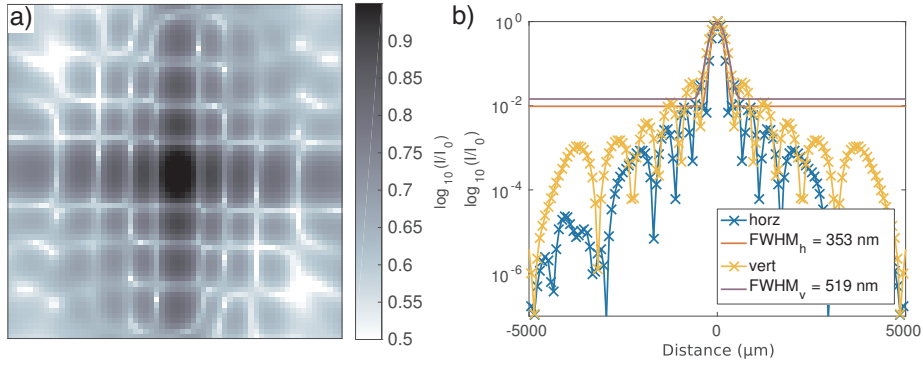 a)
0.9
0.85
0.8
0.75
0.7
0.65
0.6
0.55
0.5
log10 (I/I0)
b)
10^0
10^-2
10^-4
10^-6
log10 (I/I0)
horz
FWHM_h = 353 nm
vert
FWHM_v = 519 nm
-5000
0
5000
Distance (μm)